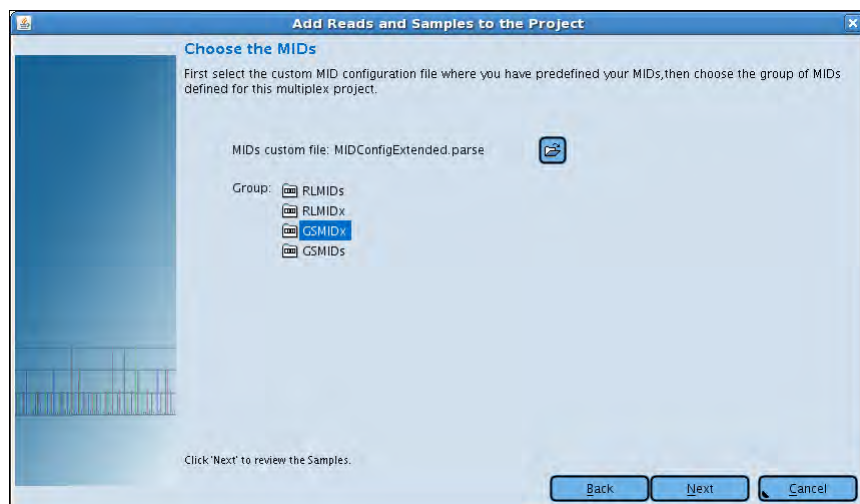 Add Reads and Samples to the Project
Choose the MIDs
First select the custom MID configuration file where you have predefined your MIDs,then choose the group of MIDs
defined for this multiplex project.
MIDs custom file: MIDConfigExtended.parse
Group:
RLMIDs
RLMIDx
GSMIDx
GSMIDs
Click 'Next' to review the Samples.
Back Next Cancel